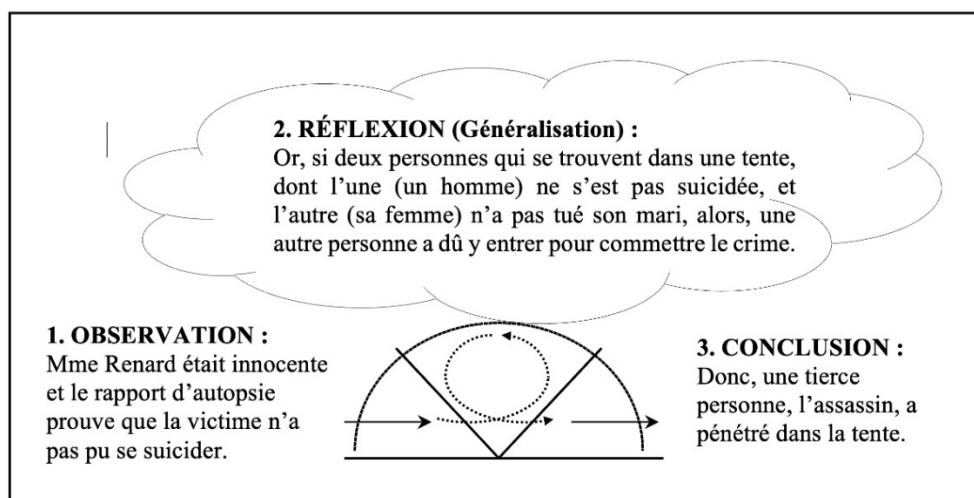 2. RÉFLEXION (Généralisation) :
Or, si deux personnes qui se trouvent dans une tente,
dont l’une (un homme) ne s’est pas suicidée, et
l’autre (sa femme) n’a pas tué son mari, alors, une
autre personne a dû y entrer pour commettre le crime.
1. OBSERVATION :
Mme Renard était innocente
et le rapport d’autopsie
prouve que la victime n’a
pas pu se suicider.
3. CONCLUSION :
Donc, une tierce
personne, l’assassin, a
pénétré dans la tente.